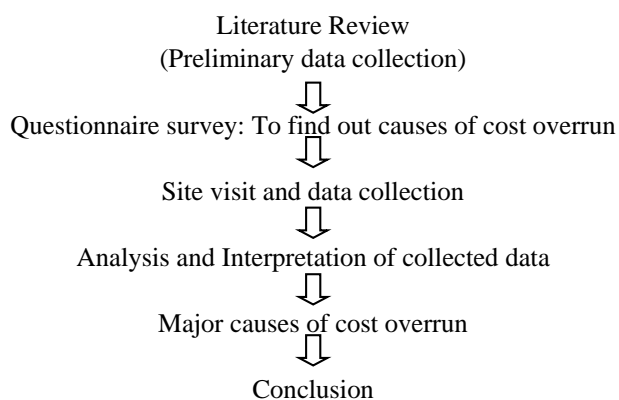 Literature Review
(Preliminary data collection)
Questionnaire survey: To find out causes of cost overrun
Site visit and data collection
Analysis and Interpretation of collected data
Major causes of cost overrun
Conclusion